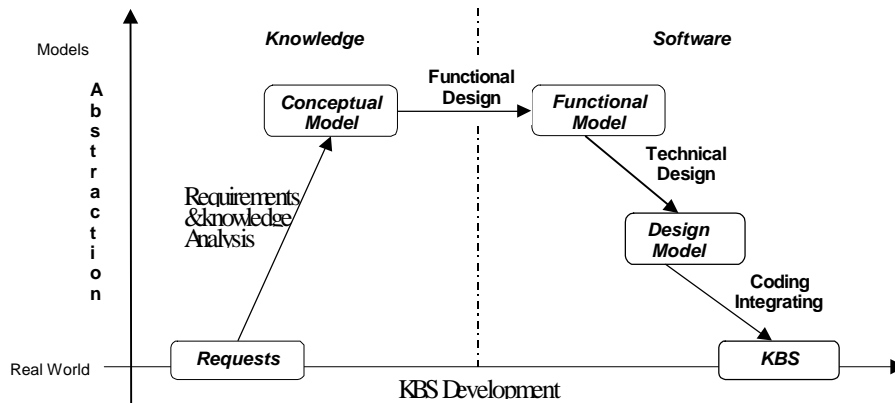 Knowledge
Software
Models
Abstraction
Conceptual
Model
Functional
Design
Functional
Model
Technical
Design
Requirements
&knowledge
Analysis
Design
Model
Coding
Integrating
Real World
Requests
KBS
KBS Development